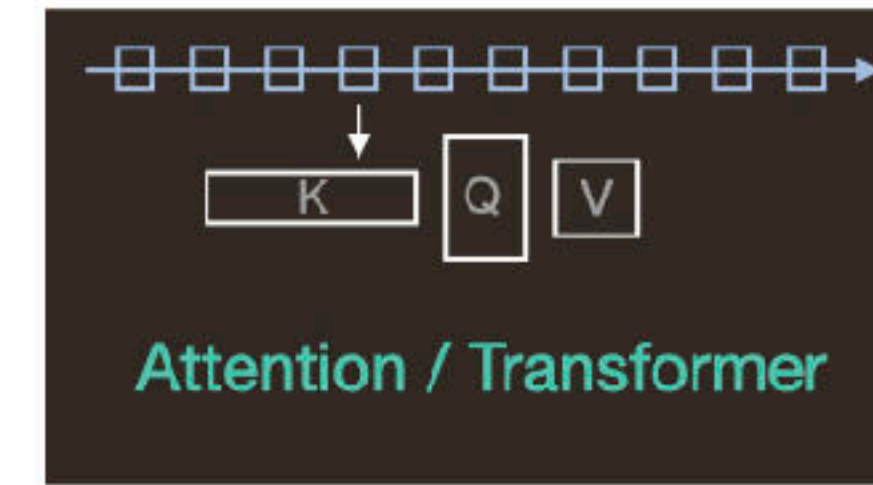 K Q V
Attention / Transformer